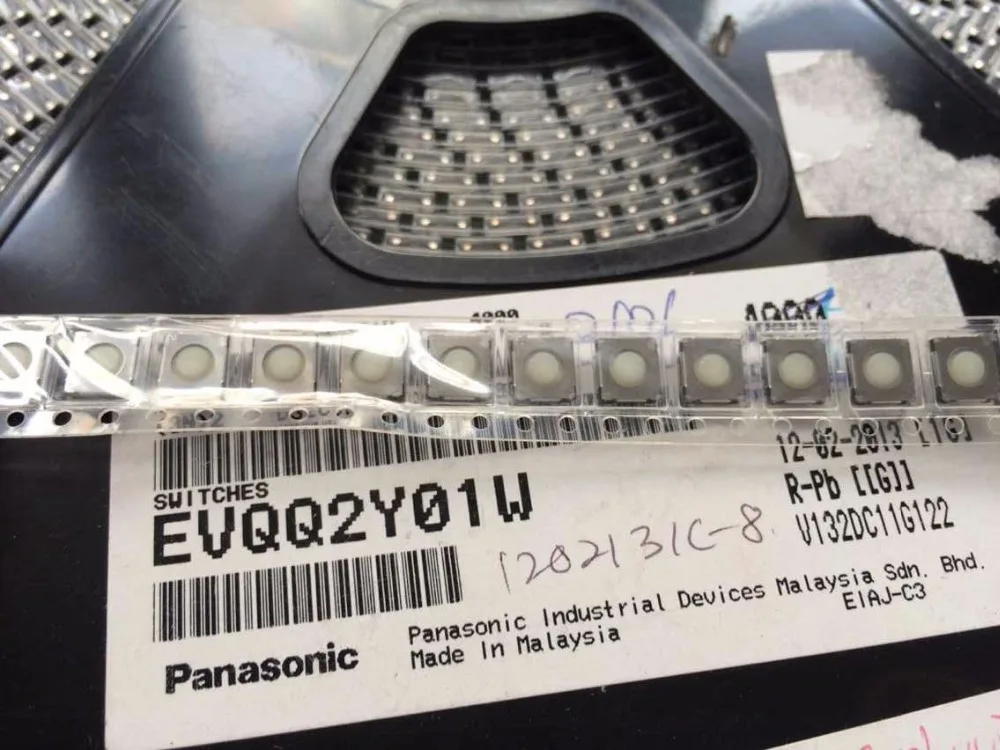 SWITCHES
EVQQ2Y01W
12-02-2013 [1G]
R-Pb [[G]]
V132DC11G122
1202131C-8
Panasonic Industrial Devices Malaysia Sdn. Bhd.
Made In Malaysia
EIAJ-C3
Panasonic